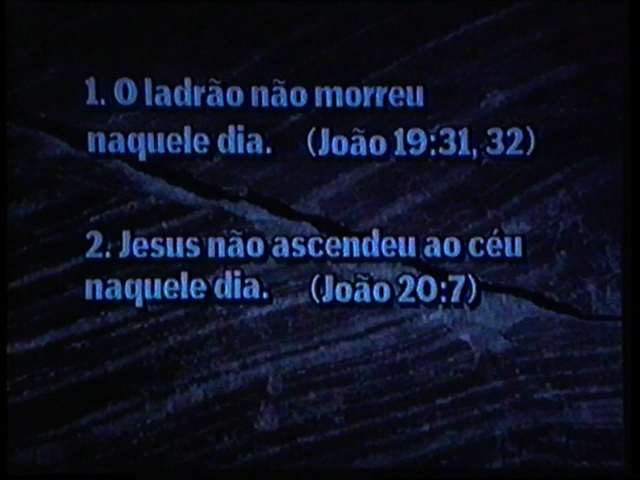 1. O ladrão não morreu
naquele dia. (João 19:31, 32)
2. Jesus não ascendeu ao céu
naquele dia. (João 20:7)